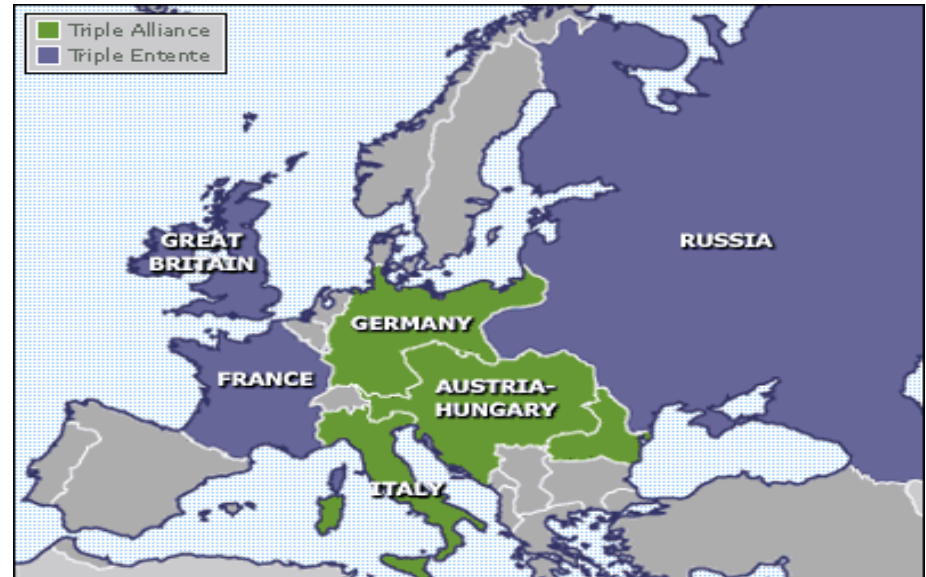 Triple Alliance
Triple Entente
GREAT
BRITAIN
RUSSIA
GERMANY
FRANCE
AUSTRIA-
HUNGARY
ITALY